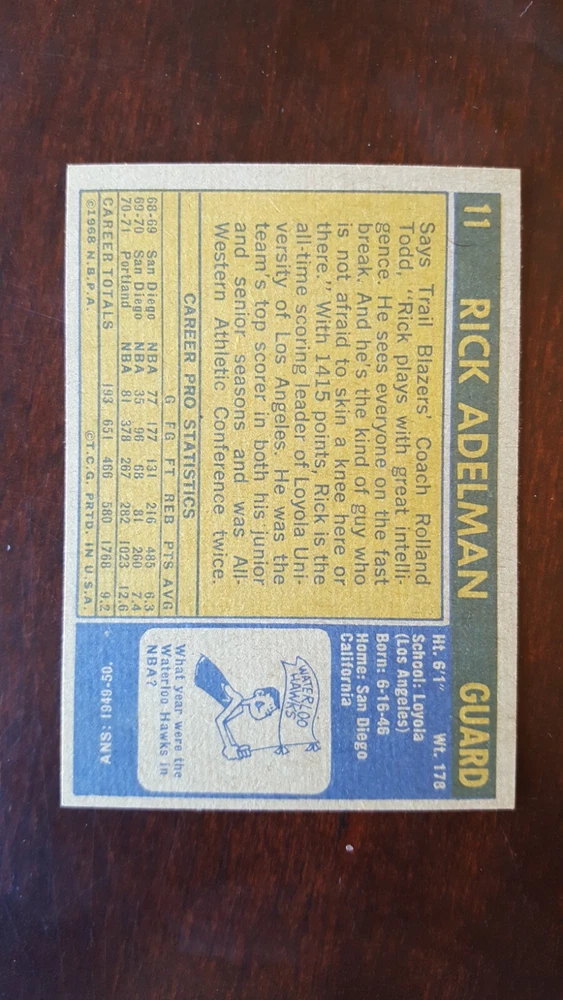 11 RICK ADELMAN GUARD
Says Trail Blazers' Coach Rolland
Todd, "Rick plays with great intelli-
gence. He sees everyone on the fast
break. And he's the kind of guy who
is not afraid to skin a knee here or
there." With 1415 points, Rick is the
all-time scoring leader of Loyola Uni-
versity of Los Angeles. He was the
team's top scorer in both his junior
and senior seasons and was All-
Western Athletic Conference twice.
CAREER PRO STATISTICS
G FG FT REB PTS AVG
68-69 San Diego NBA 77 177 131 216 485 6.3
69-70 San Diego NBA 35 96 68 81 260 7.4
70-71 Portland NBA 81 378 267 282 1023 12.6
CAREER TOTALS 193 651 466 580 1768 9.2
©1968 N.B.P.A. ©T.C.G. PRTD. IN U.S.A.
Ht. 6'1" Wt. 178
School: Loyola
(Los Angeles)
Born: 6-16-46
Home: San Diego
California
WATERLOO
HAWKS
What year were the
Waterloo Hawks in
NBA?
ANS: 1949-50.